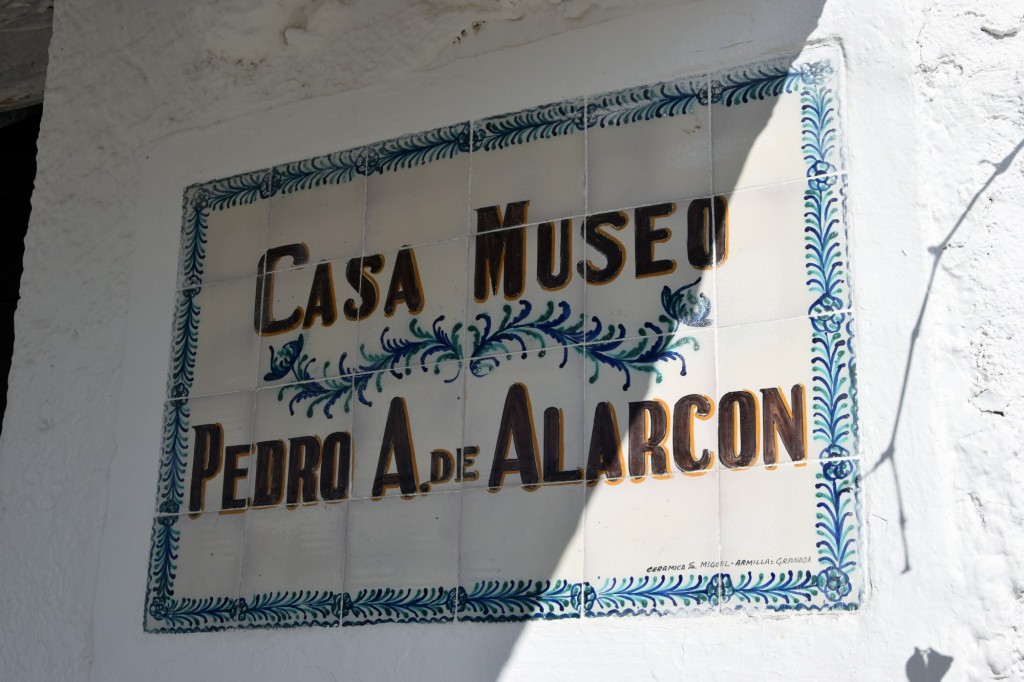 CASA MUSEO
PEDRO A. DE ALARCON
CERAMICA S. MIGUEL - ARMILLA - GRANADA